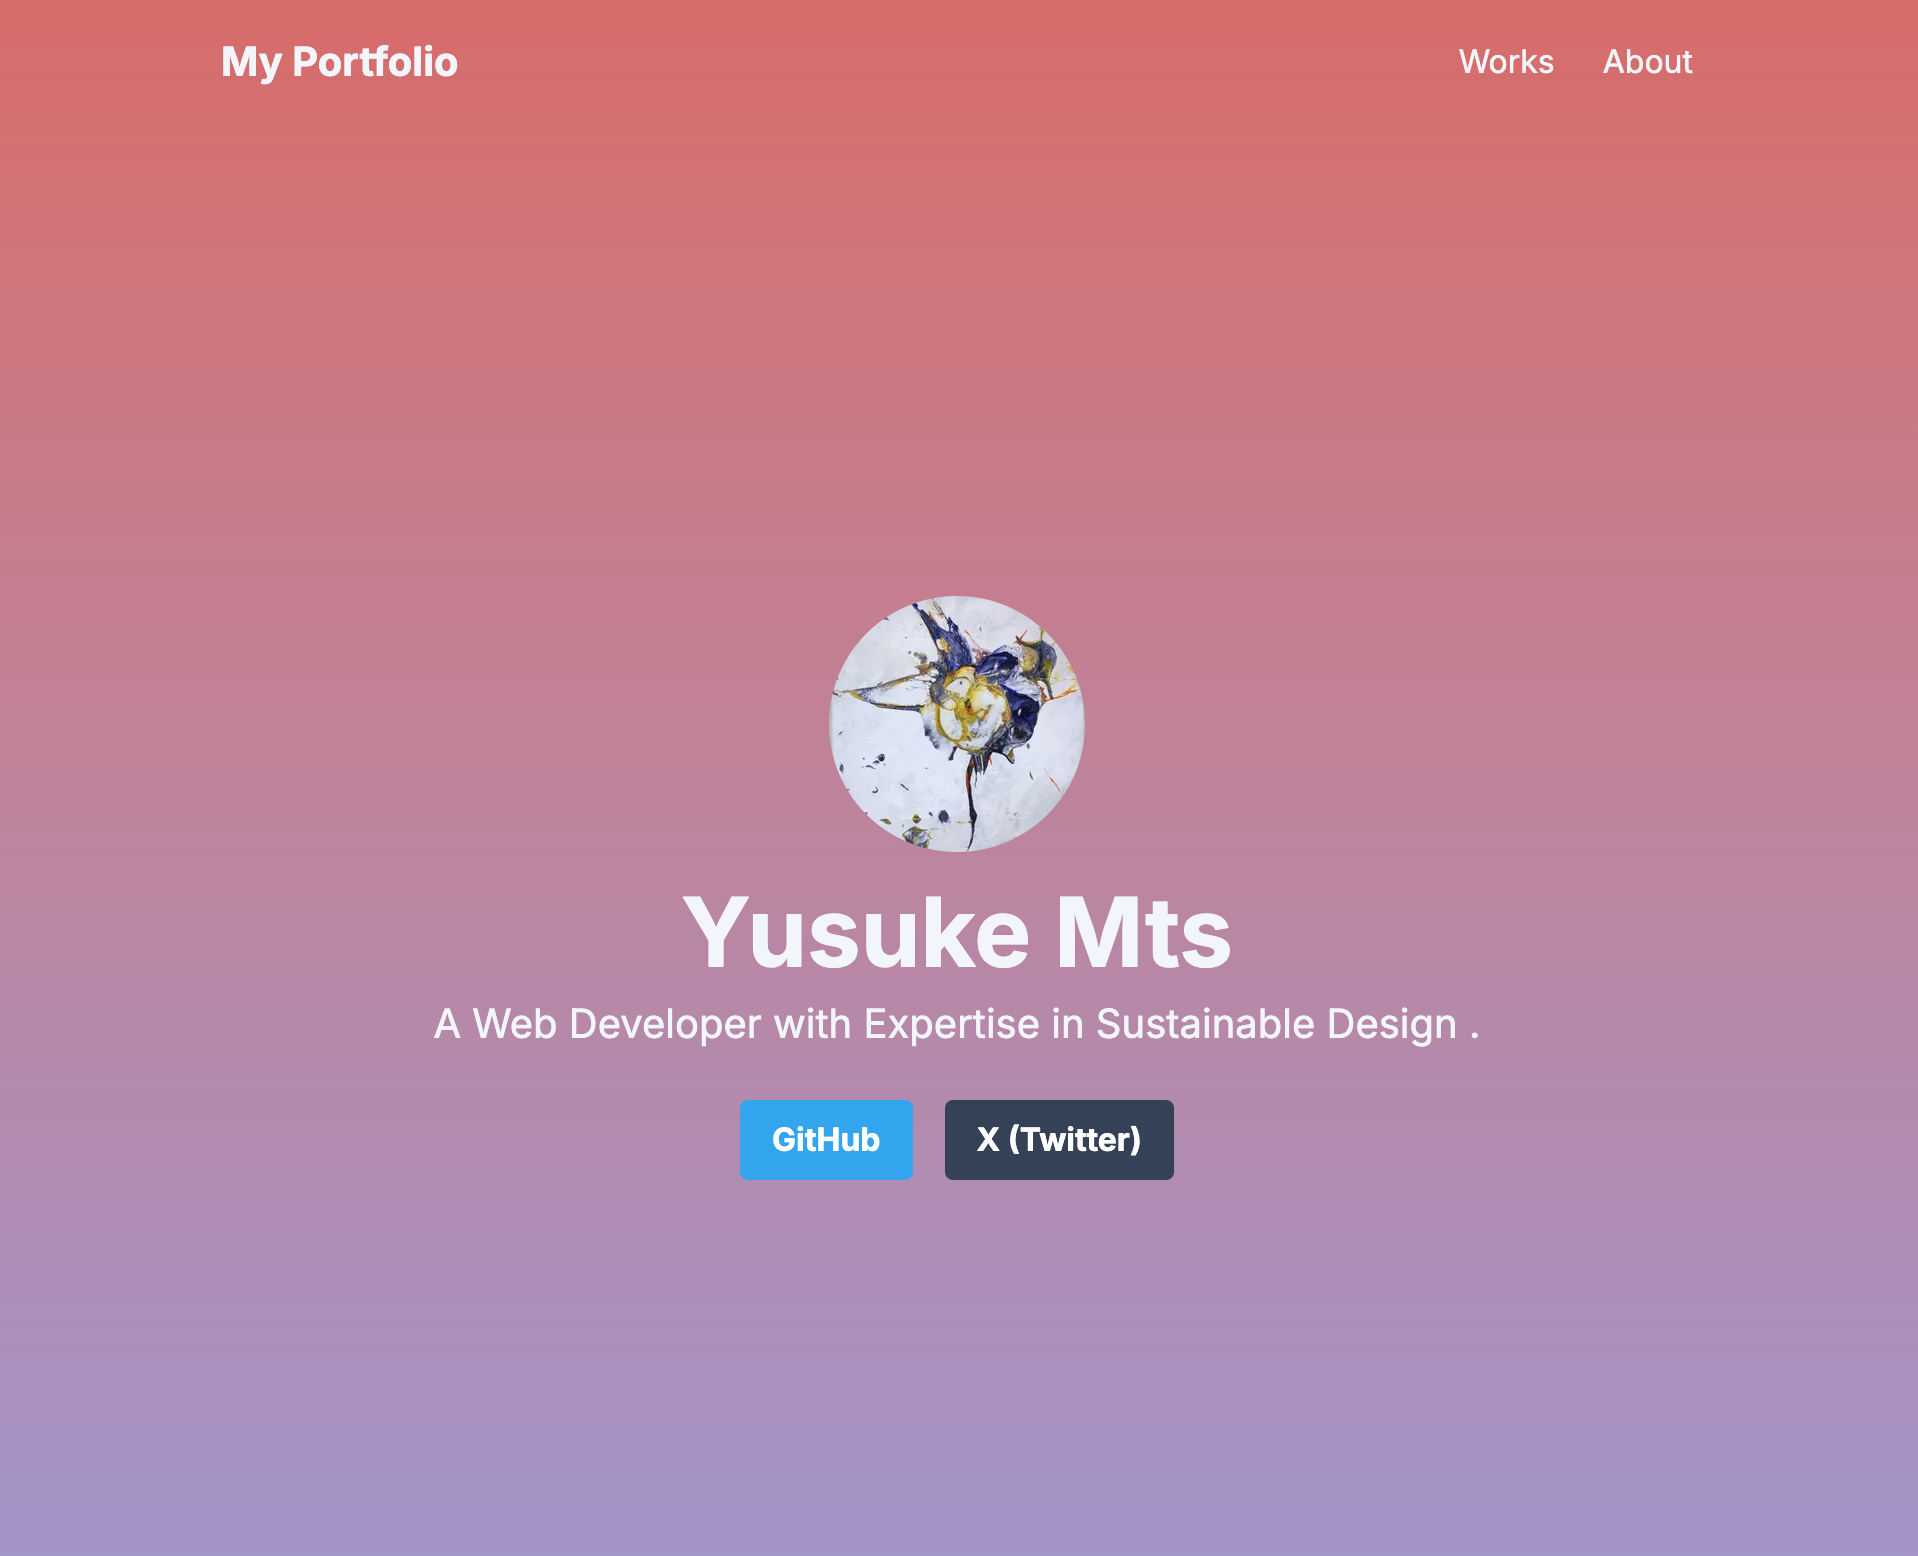 My Portfolio
Works About
Yusuke Mts
A Web Developer with Expertise in Sustainable Design .
GitHub X (Twitter)